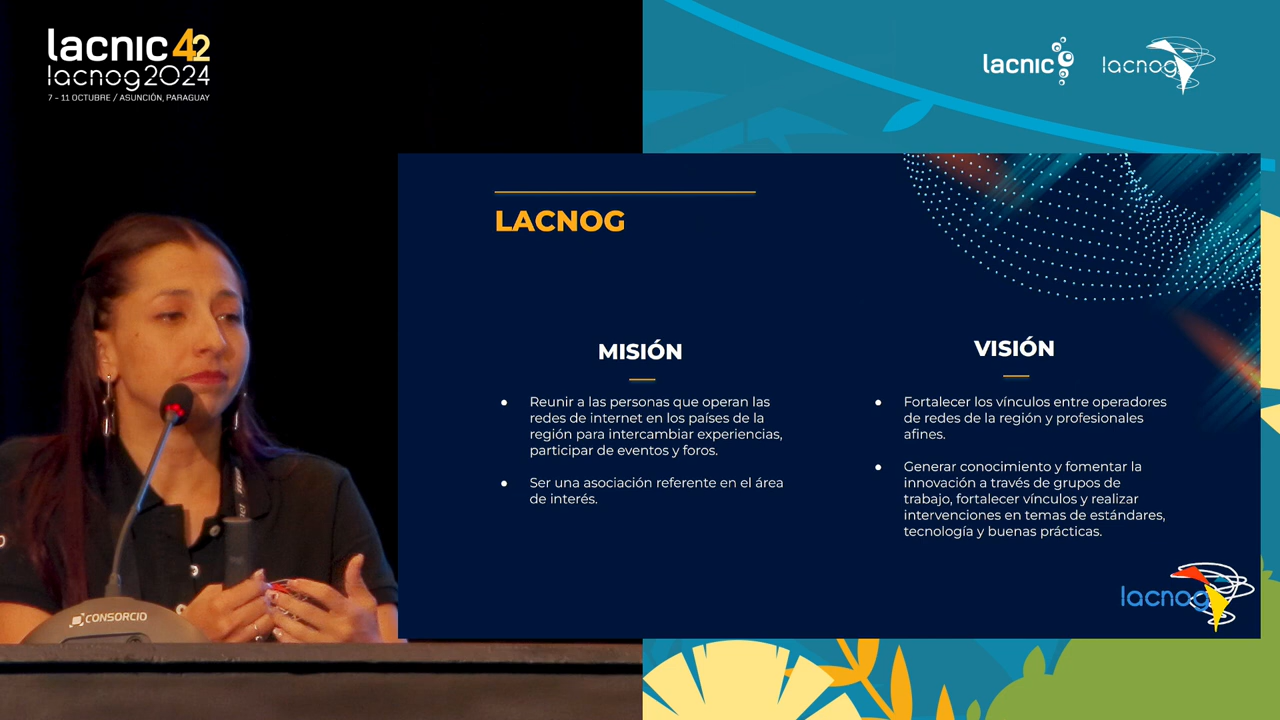 lacnic 42
lacnog2024
7 - 11 OCTUBRE / ASUNCIÓN, PARAGUAY
lacnic
lacnog
LACNOG
MISIÓN
● Reunir a las personas que operan las
redes de internet en los países de la
región para intercambiar experiencias,
participar de eventos y foros.
● Ser una asociación referente en el área
de interés.
VISIÓN
● Fortalecer los vínculos entre operadores
de redes de la región y profesionales
afines.
● Generar conocimiento y fomentar la
innovación a través de grupos de
trabajo, fortalecer vínculos y realizar
intervenciones en temas de estándares,
tecnología y buenas prácticas.
lacnog
CONSORCIO